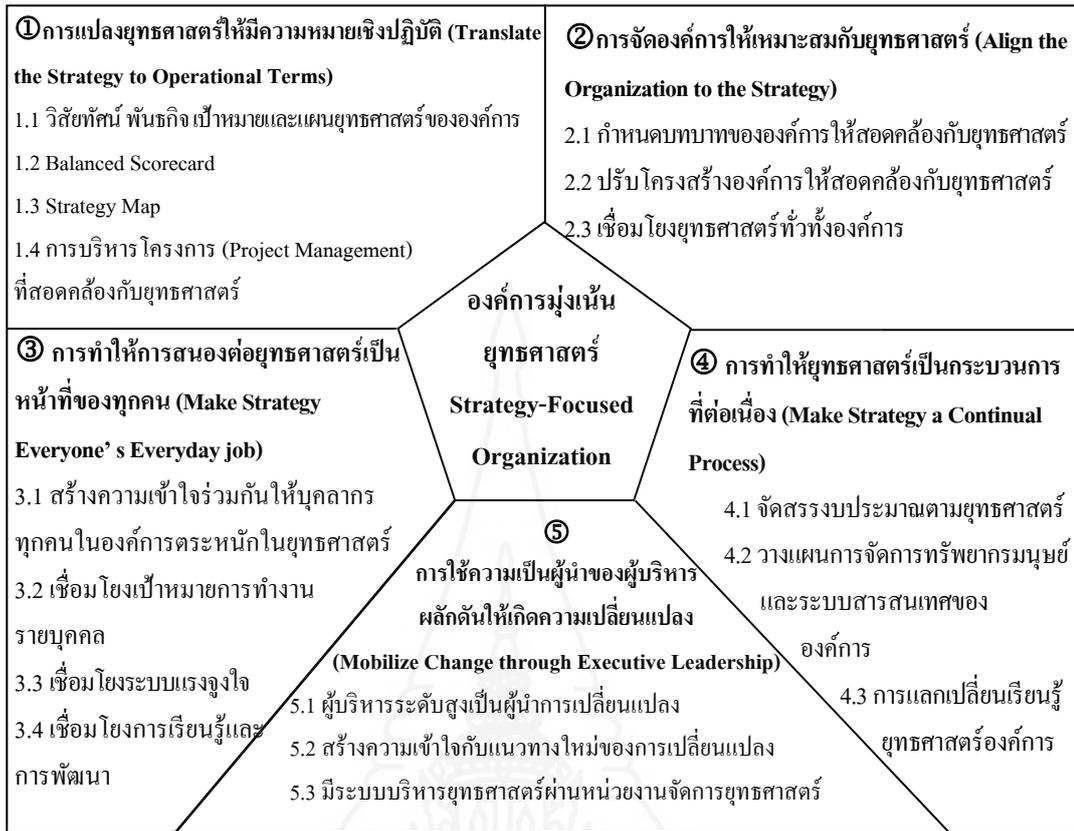 ①การแปลงยุทธศาสตร์ให้มีความหมายเชิงปฏิบัติ (Translate
the Strategy to Operational Terms)
1.1 วิสัยทัศน์ พันธกิจ เป้าหมายและแผนยุทธศาสตร์ขององค์การ
1.2 Balanced Scorecard
1.3 Strategy Map
1.4 การบริหารโครงการ (Project Management)
ที่สอดคล้องกับยุทธศาสตร์
②การจัดองค์การให้เหมาะสมกับยุทธศาสตร์ (Align the
Organization to the Strategy)
2.1 กำหนดบทบาทขององค์การให้สอดคล้องกับยุทธศาสตร์
2.2 ปรับโครงสร้างองค์การให้สอดคล้องกับยุทธศาสตร์
2.3 เชื่อมโยงยุทธศาสตร์ทั่วทั้งองค์การ
องค์การมุ่งเน้น
ยุทธศาสตร์
Strategy-Focused
Organization
③ การทำให้การสนองต่อยุทธศาสตร์เป็น
หน้าที่ของทุกคน (Make Strategy
Everyone’ s Everyday job)
3.1 สร้างความเข้าใจร่วมกันให้บุคลากร
ทุกคนในองค์การตระหนักในยุทธศาสตร์
3.2 เชื่อมโยงเป้าหมายการทำงาน
รายบุคคล
3.3 เชื่อมโยงระบบแรงจูงใจ
3.4 เชื่อมโยงการเรียนรู้และ
การพัฒนา
④ การทำให้ยุทธศาสตร์เป็นกระบวนการ
ที่ต่อเนื่อง (Make Strategy a Continual
Process)
4.1 จัดสรรงบประมาณตามยุทธศาสตร์
4.2 วางแผนการจัดการทรัพยากรมนุษย์
และระบบสารสนเทศของ
องค์การ
4.3 การแลกเปลี่ยนเรียนรู้
ยุทธศาสตร์องค์การ
⑤
การใช้ความเป็นผู้นำของผู้บริหาร
ผลักดันให้เกิดความเปลี่ยนแปลง
(Mobilize Change through Executive Leadership)
5.1 ผู้บริหารระดับสูงเป็นผู้นำการเปลี่ยนแปลง
5.2 สร้างความเข้าใจกับแนวทางใหม่ของการเปลี่ยนแปลง
5.3 มีระบบบริหารยุทธศาสตร์ผ่านหน่วยงานจัดการยุทธศาสตร์